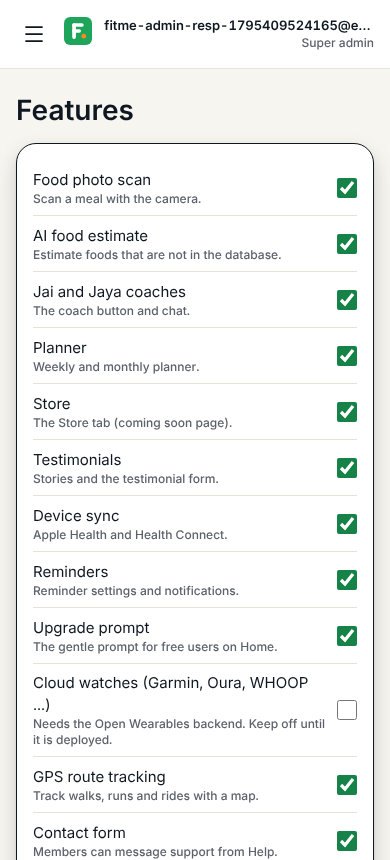 F.
fitme-admin-resp-1795409524165@e...
Super admin
Features
Food photo scan
Scan a meal with the camera.
AI food estimate
Estimate foods that are not in the database.
Jai and Jaya coaches
The coach button and chat.
Planner
Weekly and monthly planner.
Store
The Store tab (coming soon page).
Testimonials
Stories and the testimonial form.
Device sync
Apple Health and Health Connect.
Reminders
Reminder settings and notifications.
Upgrade prompt
The gentle prompt for free users on Home.
Cloud watches (Garmin, Oura, WHOOP
...)
Needs the Open Wearables backend. Keep off until
it is deployed.
GPS route tracking
Track walks, runs and rides with a map.
Contact form
Members can message support from Help.